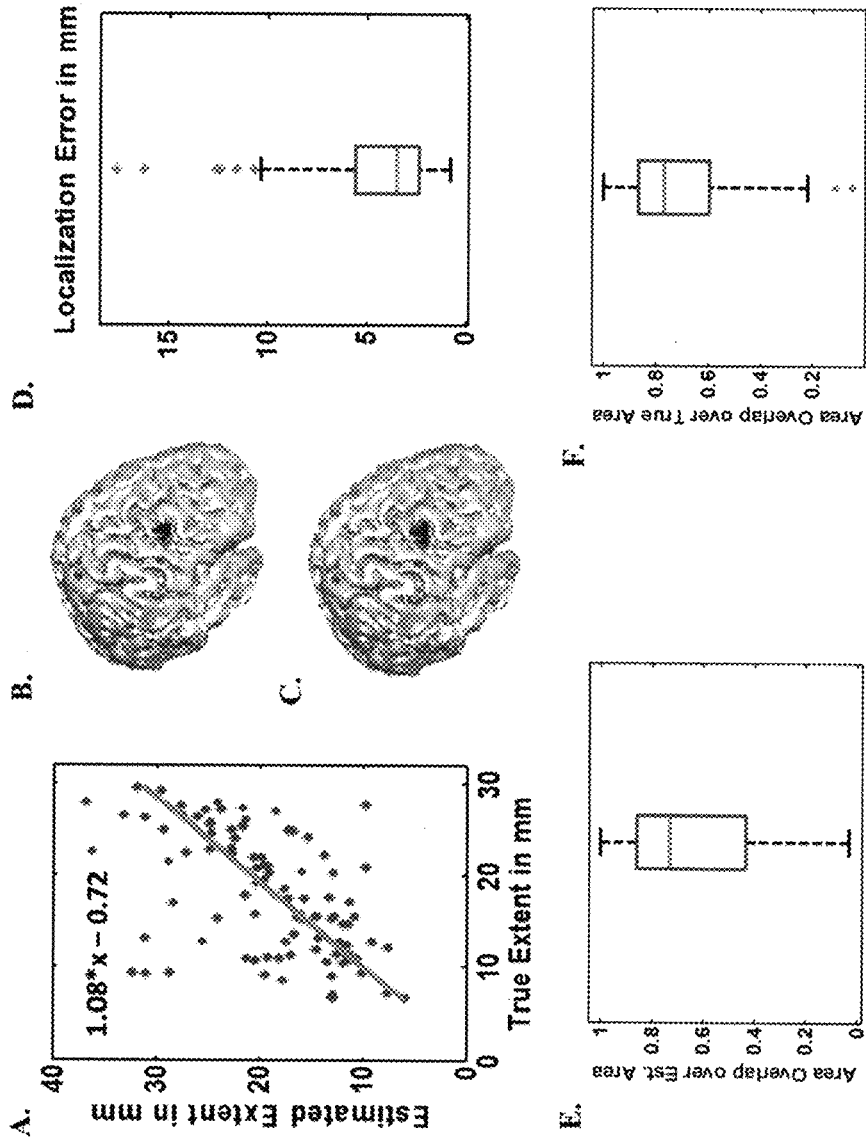 A.
1.08*x – 0.72
40
30
20
10
0
Estimated Extent in mm
0
10
20
30
True Extent in mm
B.
C.
D.
Localization Error in mm
15
10
5
0
E.
1
0.8
0.6
0.4
0.2
0
Area Overlap over Est. Area
F.
1
0.8
0.6
0.4
0.2
Area Overlap over True Area